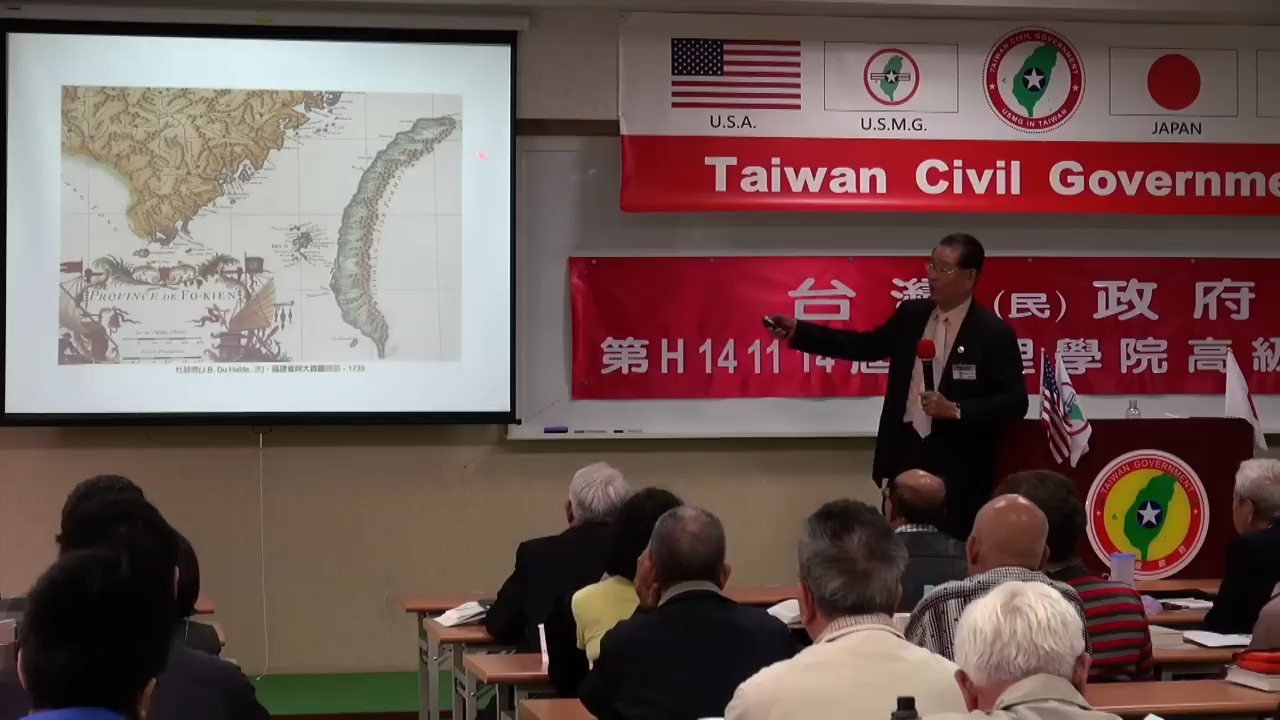 PROVINCE DE FO-KIEN
杜赫德(J.B. Du Halde, 法),福建省與大員圖局部,1735
U.S.A.
U.S.M.G.
TAIWAN CIVIL GOVERNMENT
USMG IN TAIWAN
JAPAN
Taiwan Civil Governme
台灣(民)政府
第H 14 11 14 理學院高級
TAIWAN GOVERNMENT